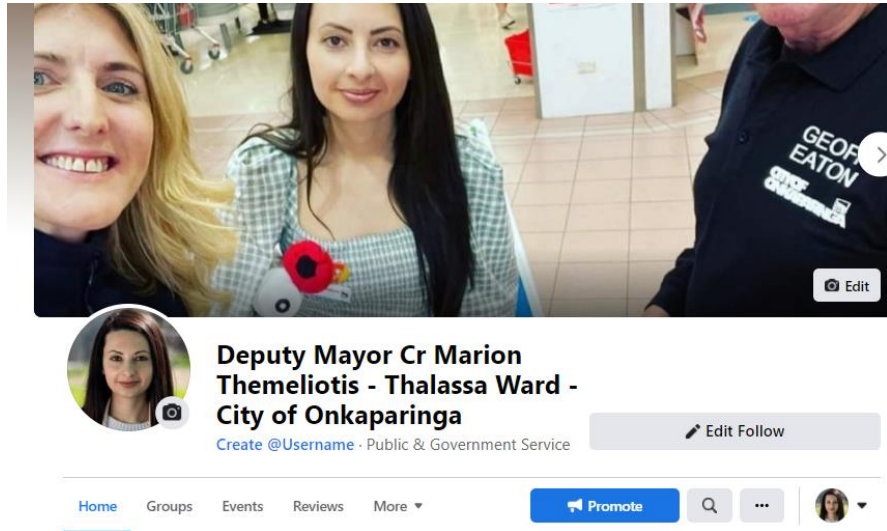 GEOFF
EATON
CITY OF
ONKAPARINGA
Edit
Deputy Mayor Cr Marion
Themeliotis - Thalassa Ward -
City of Onkaparinga
Create @Username · Public & Government Service
Edit Follow
Home Groups Events Reviews More
Promote